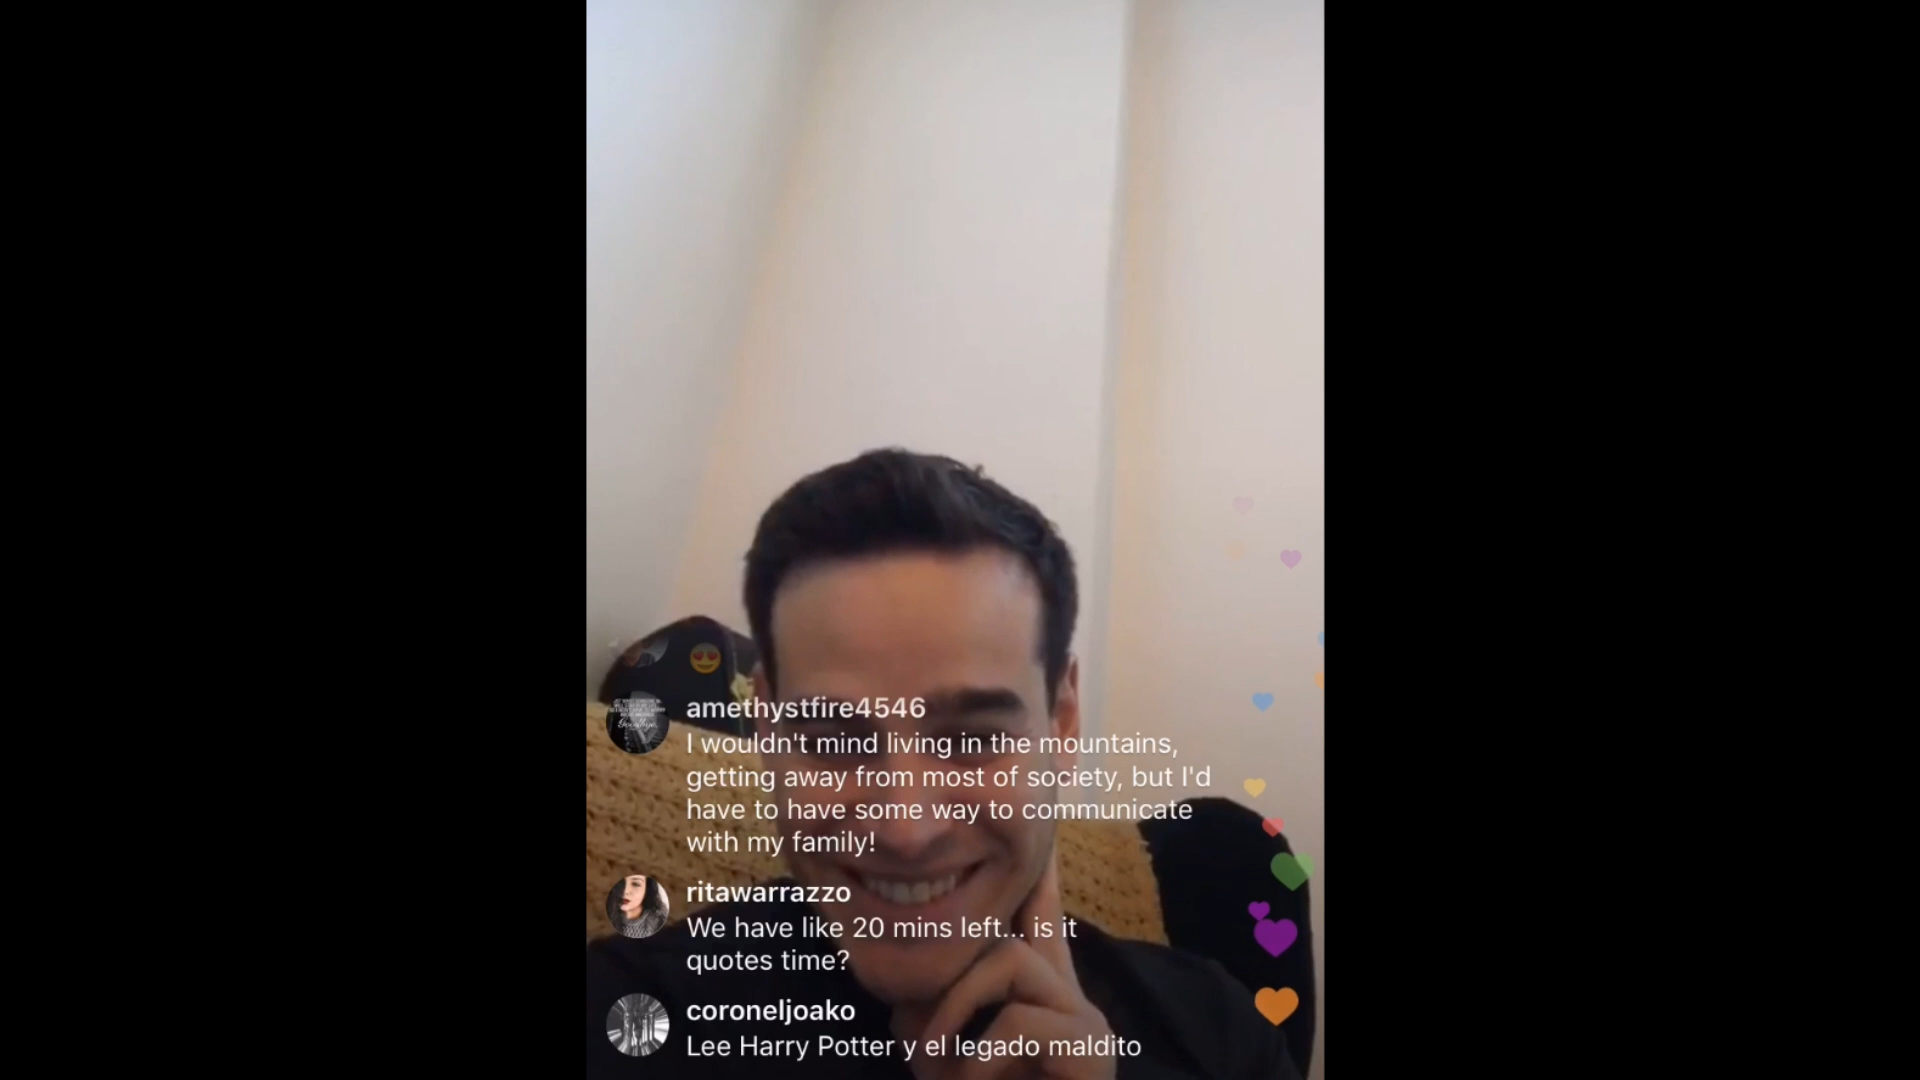 amethystfire4546
I wouldn't mind living in the mountains,
getting away from most of society, but I'd
have to have some way to communicate
with my family!
ritawarrazzo
We have like 20 mins left... is it
quotes time?
coroneljoako
Lee Harry Potter y el legado maldito